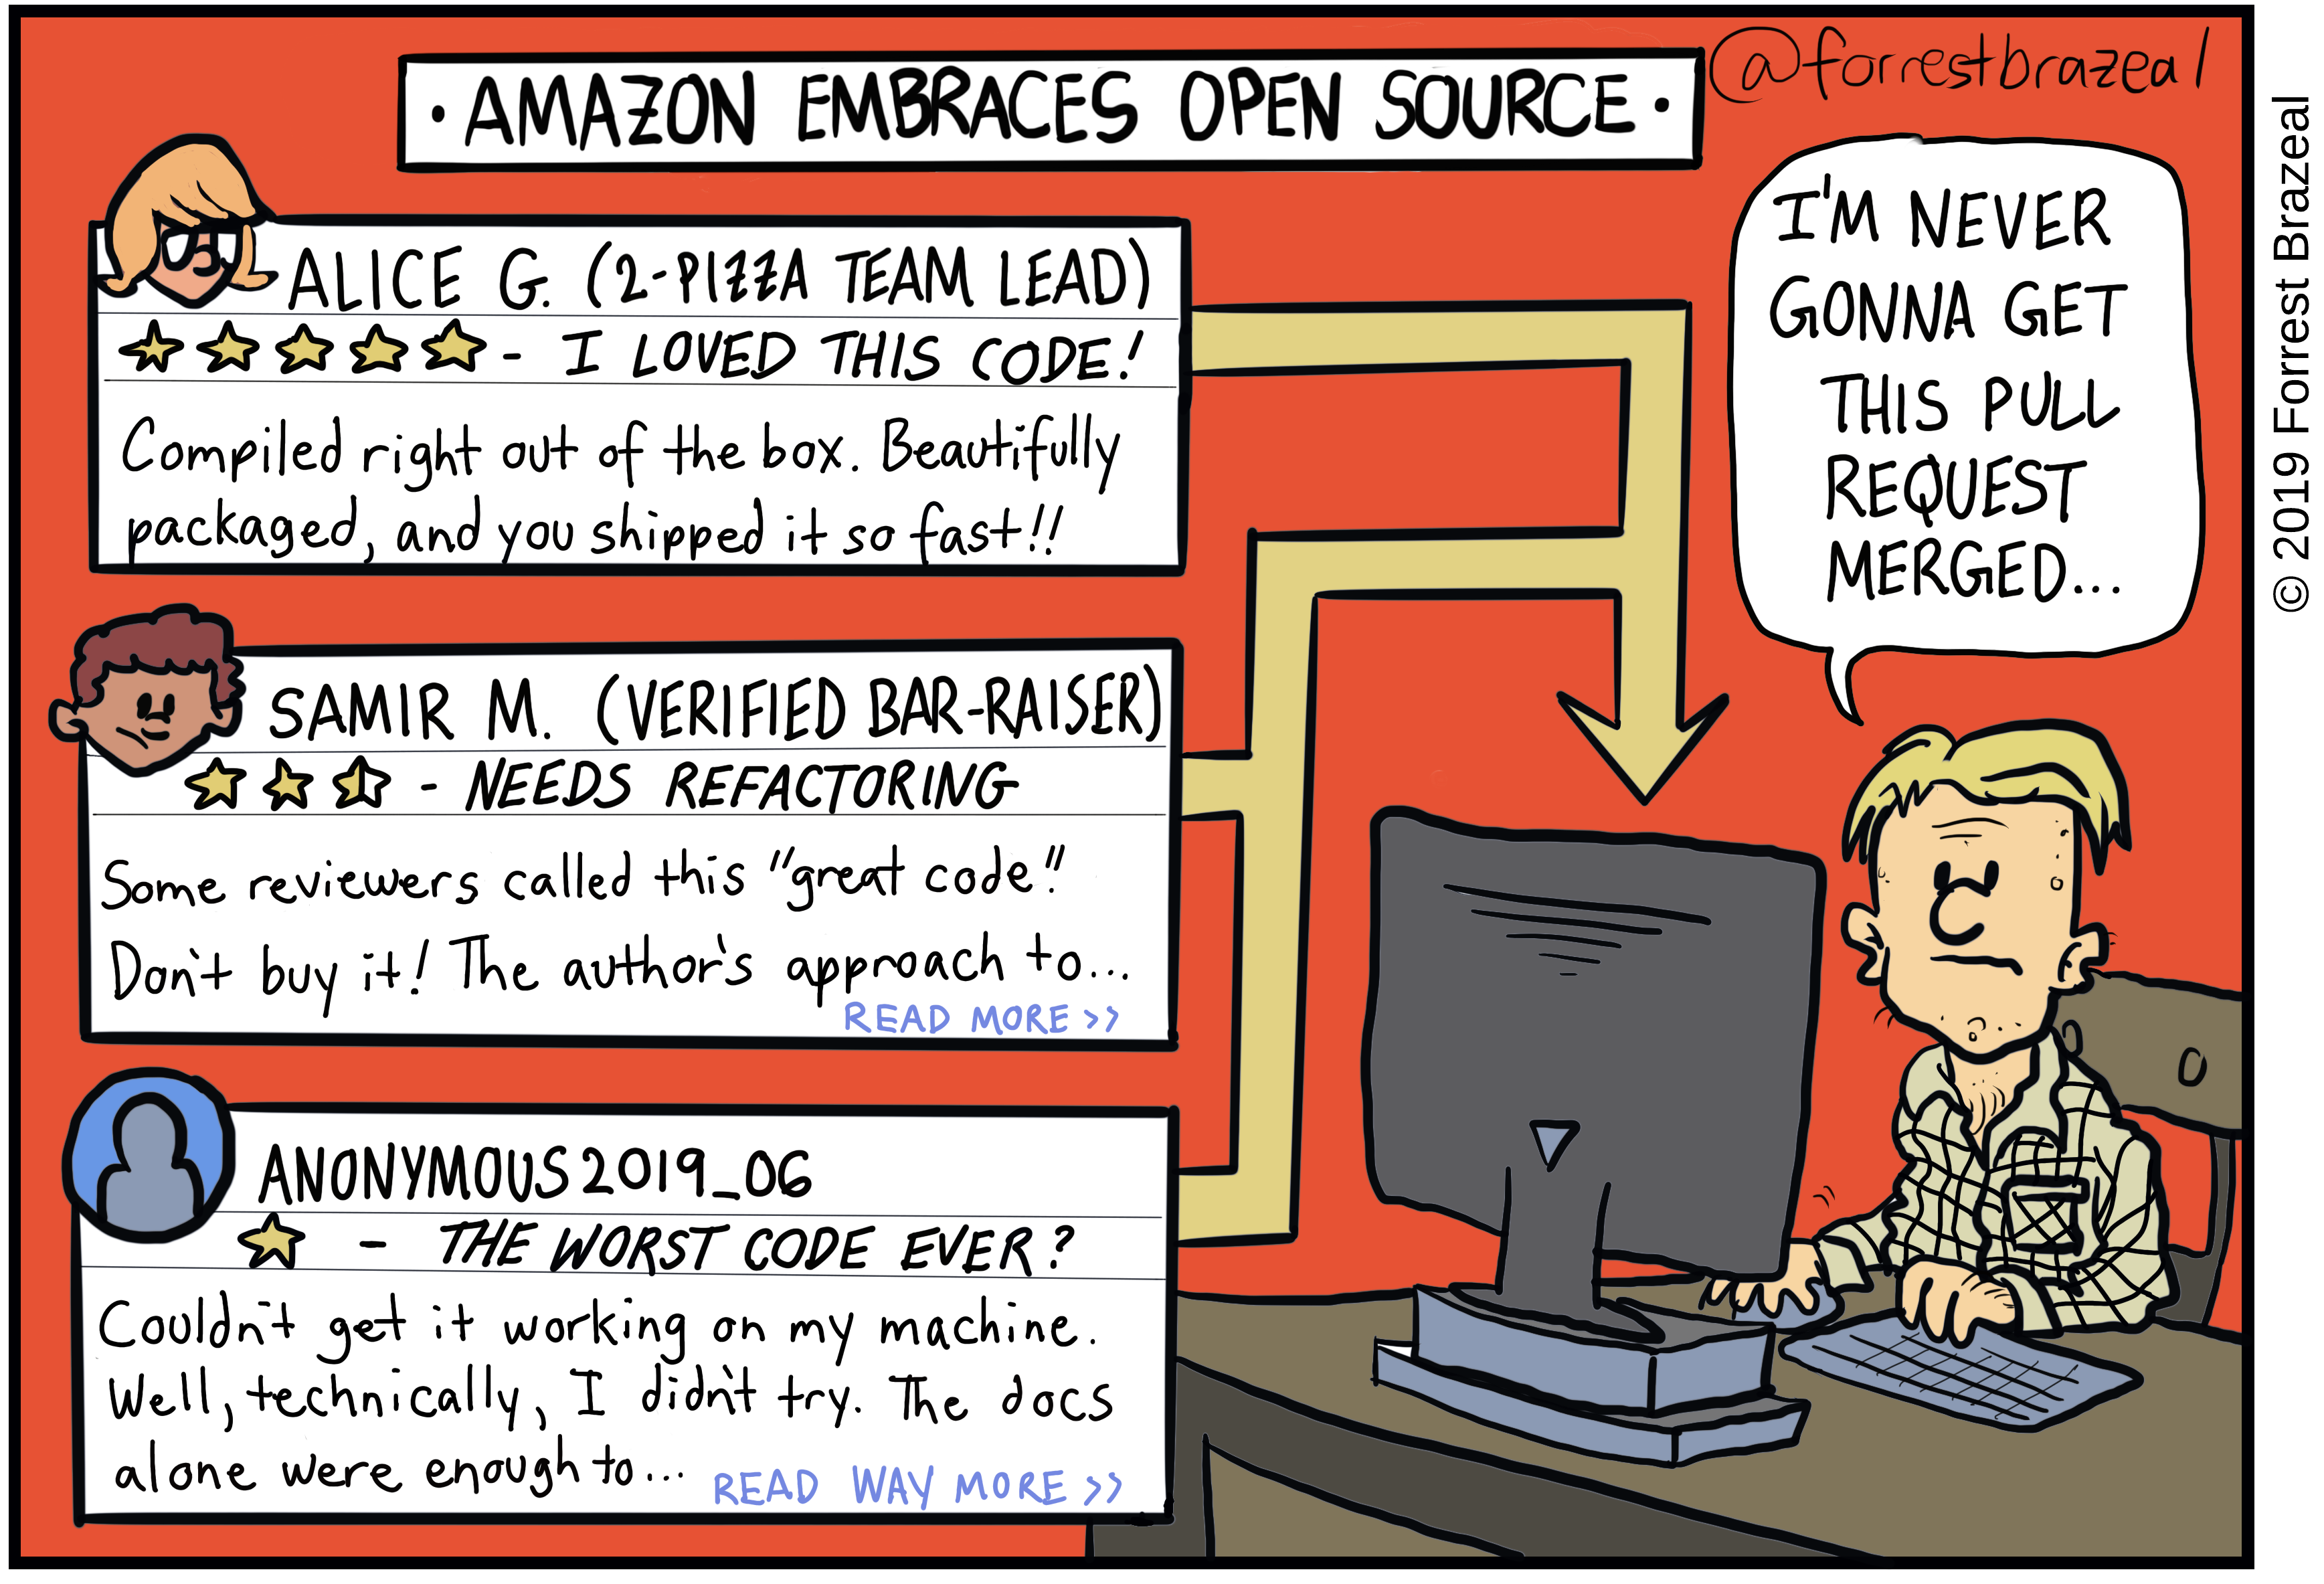 • AMAZON EMBRACES OPEN SOURCE •
@forrestbrazeal
ALICE G. (2-PIZZA TEAM LEAD)
- I LOVED THIS CODE!
Compiled right out of the box. Beautifully
packaged, and you shipped it so fast!!
SAMIR M. (VERIFIED BAR-RAISER)
- NEEDS REFACTORING
Some reviewers called this "great code."
Don't buy it! The author's approach to...
READ MORE >>
ANONYMOUS2019_06
- THE WORST CODE EVER?
Couldn't get it working on my machine.
Well, technically, I didn't try. The docs
alone were enough to...
READ WAY MORE >>
I'M NEVER
GONNA GET
THIS PULL
REQUEST
MERGED...
© 2019 Forrest Brazeal